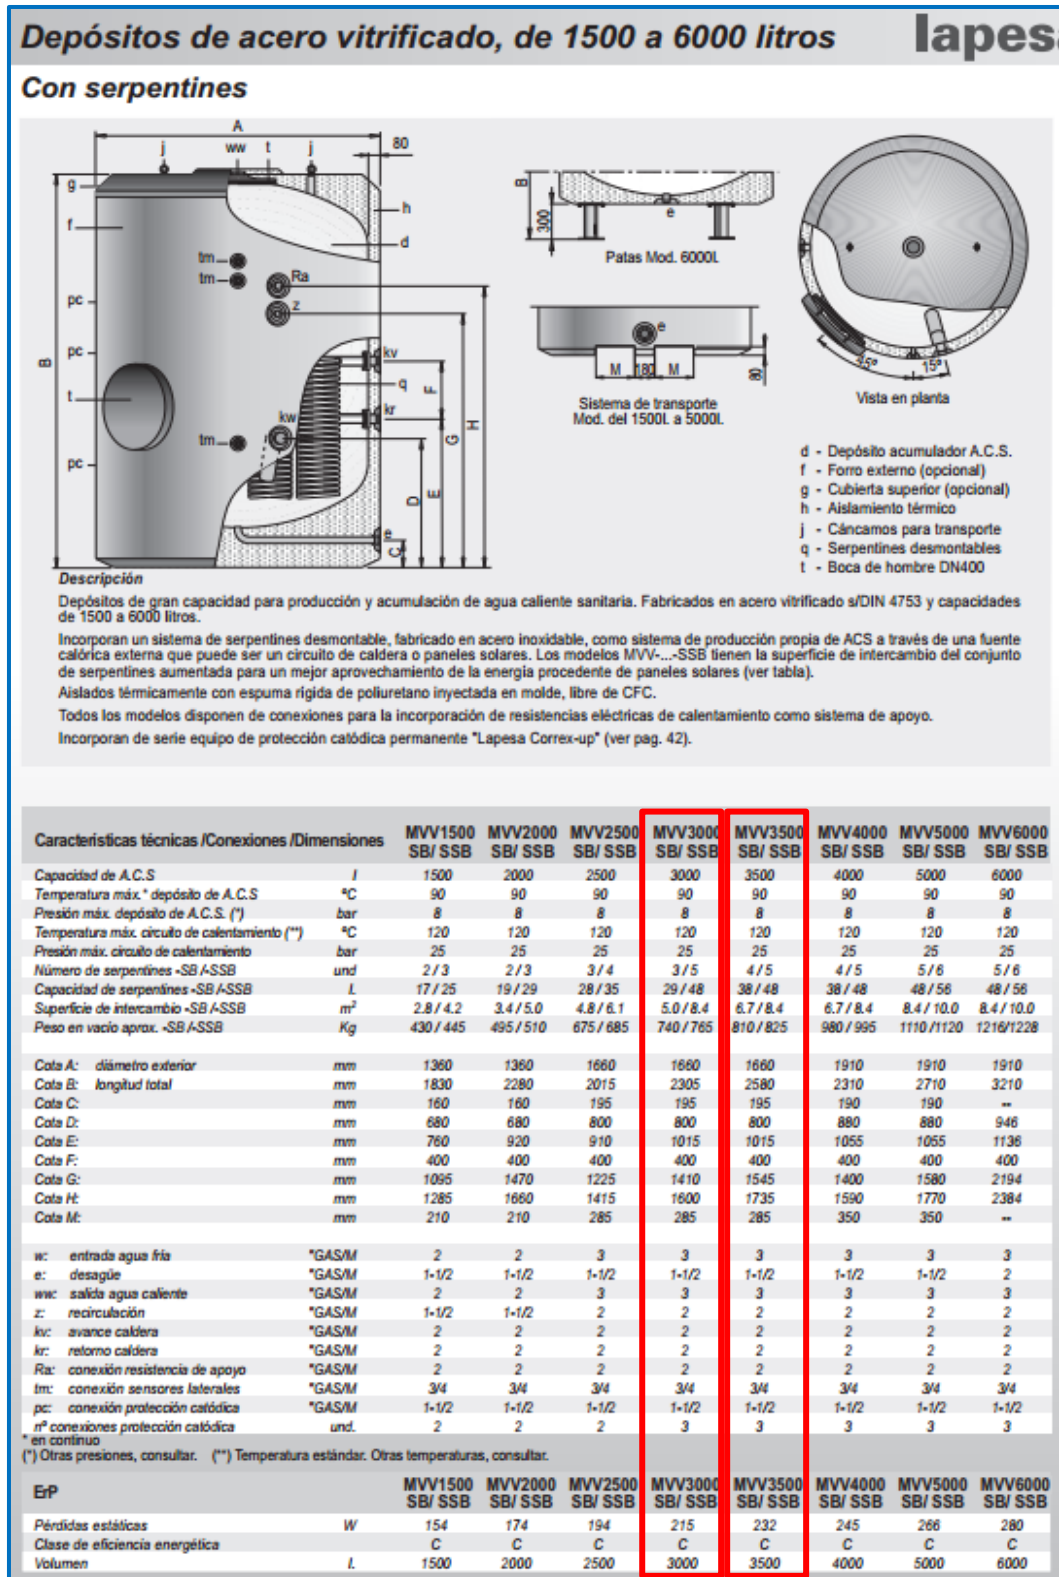 Depósitos de acero vitrificado, de 1500 a 6000 litros
lapesa
Con serpentines
A
80
j
ww
t
j
g
h
f
d
tm
tm
Ra
z
pc
B
pc
kv
q
F
t
kr
kw
tm
G
H
pc
D
E
e
C
B
300
e
Patas Mod. 6000l.
e
M
180
M
80
Sistema de transporte
Mod. del 1500l. a 5000l.
45º
15º
Vista en planta
d - Depósito acumulador A.C.S.
f - Forro externo (opcional)
g - Cubierta superior (opcional)
h - Aislamiento térmico
j - Cáncamos para transporte
q - Serpentines desmontables
t - Boca de hombre DN400
Descripción
Depósitos de gran capacidad para producción y acumulación de agua caliente sanitaria. Fabricados en acero vitrificado s/DIN 4753 y capacidades
de 1500 a 6000 litros.
Incorporan un sistema de serpentines desmontable, fabricado en acero inoxidable, como sistema de producción propia de ACS a través de una fuente
calórica externa que puede ser un circuito de caldera o paneles solares. Los modelos MVV-...-SSB tienen la superficie de intercambio del conjunto
de serpentines aumentada para un mejor aprovechamiento de la energía procedente de paneles solares (ver tabla).
Aislados térmicamente con espuma rígida de poliuretano inyectada en molde, libre de CFC.
Todos los modelos disponen de conexiones para la incorporación de resistencias eléctricas de calentamiento como sistema de apoyo.
Incorporan de serie equipo de protección catódica permanente "Lapesa Correx-up" (ver pag. 42).
Características técnicas /Conexiones /Dimensiones MVV1500 SB/ SSB MVV2000 SB/ SSB MVV2500 SB/ SSB MVV3000 SB/ SSB MVV3500 SB/ SSB MVV4000 SB/ SSB MVV5000 SB/ SSB MVV6000 SB/ SSB
Capacidad de A.C.S l 1500 2000 2500 3000 3500 4000 5000 6000
Temperatura máx.* depósito de A.C.S ºC 90 90 90 90 90 90 90 90
Presión máx. depósito de A.C.S. (*) bar 8 8 8 8 8 8 8 8
Temperatura máx. circuito de calentamiento (**) ºC 120 120 120 120 120 120 120 120
Presión máx. circuito de calentamiento bar 25 25 25 25 25 25 25 25
Número de serpentines -SB /-SSB und 2 / 3 2 / 3 3 / 4 3 / 5 4 / 5 4 / 5 5 / 6 5 / 6
Capacidad de serpentines -SB /-SSB L 17 / 25 19 / 29 28 / 35 29 / 48 38 / 48 38 / 48 48 / 56 48 / 56
Superficie de intercambio -SB /-SSB m2 2.8 / 4.2 3.4 / 5.0 4.8 / 6.1 5.0 / 8.4 6.7 / 8.4 6.7 / 8.4 8.4 / 10.0 8.4 / 10.0
Peso en vacío aprox. -SB /-SSB Kg 430 / 445 495 / 510 675 / 685 740 / 765 810 / 825 980 / 995 1110 /1120 1216/1228
Cota A: diámetro exterior mm 1360 1360 1660 1660 1660 1910 1910 1910
Cota B: longitud total mm 1830 2280 2015 2305 2580 2310 2710 3210
Cota C: mm 160 160 195 195 195 190 190 --
Cota D: mm 680 680 800 800 800 880 880 946
Cota E: mm 760 920 910 1015 1015 1055 1055 1136
Cota F: mm 400 400 400 400 400 400 400 400
Cota G: mm 1095 1470 1225 1410 1545 1400 1580 2194
Cota H: mm 1285 1660 1415 1600 1735 1590 1770 2384
Cota M: mm 210 210 285 285 285 350 350 --
w: entrada agua fría "GAS/M 2 2 3 3 3 3 3 3
e: desagüe "GAS/M 1-1/2 1-1/2 1-1/2 1-1/2 1-1/2 1-1/2 1-1/2 2
ww: salida agua caliente "GAS/M 2 2 3 3 3 3 3 3
z: recirculación "GAS/M 1-1/2 1-1/2 2 2 2 2 2 2
kv: avance caldera "GAS/M 2 2 2 2 2 2 2 2
kr: retorno caldera "GAS/M 2 2 2 2 2 2 2 2
Ra: conexión resistencia de apoyo "GAS/M 2 2 2 2 2 2 2 2
tm: conexión sensores laterales "GAS/M 3/4 3/4 3/4 3/4 3/4 3/4 3/4 3/4
pc: conexión protección catódica "GAS/M 1-1/2 1-1/2 1-1/2 1-1/2 1-1/2 1-1/2 1-1/2 1-1/2
nº conexiones protección catódica und. 2 2 2 3 3 3 3 3
* en continuo
(*) Otras presiones, consultar. (**) Temperatura estándar. Otras temperaturas, consultar.
ErP MVV1500 SB/ SSB MVV2000 SB/ SSB MVV2500 SB/ SSB MVV3000 SB/ SSB MVV3500 SB/ SSB MVV4000 SB/ SSB MVV5000 SB/ SSB MVV6000 SB/ SSB
Pérdidas estáticas W 154 174 194 215 232 245 266 280
Clase de eficiencia energética C C C C C C C C
Volumen l. 1500 2000 2500 3000 3500 4000 5000 6000